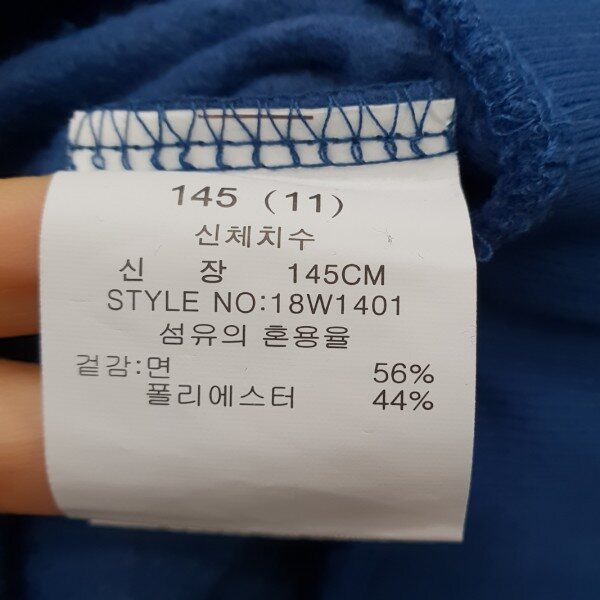 145 (11)
신체치수
신 장 145CM
STYLE NO:18W1401
섬유의 혼용율
겉감:면 56%
폴리에스터 44%